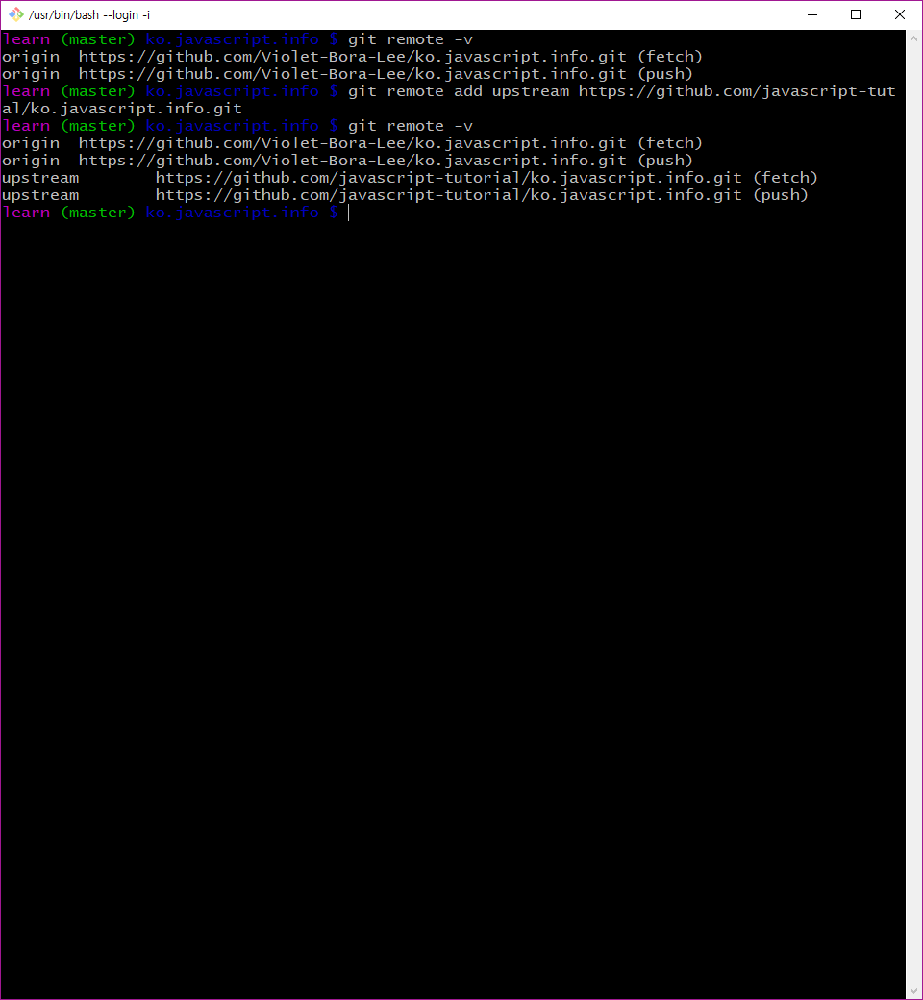 /usr/bin/bash --login -i
learn (master) ko.javascript.info $ git remote -v
origin  https://github.com/Violet-Bora-Lee/ko.javascript.info.git (fetch)
origin  https://github.com/Violet-Bora-Lee/ko.javascript.info.git (push)
learn (master) ko.javascript.info $ git remote add upstream https://github.com/javascript-tut
al/ko.javascript.info.git
learn (master) ko.javascript.info $ git remote -v
origin  https://github.com/Violet-Bora-Lee/ko.javascript.info.git (fetch)
origin  https://github.com/Violet-Bora-Lee/ko.javascript.info.git (push)
upstream        https://github.com/javascript-tutorial/ko.javascript.info.git (fetch)
upstream        https://github.com/javascript-tutorial/ko.javascript.info.git (push)
learn (master) ko.javascript.info $